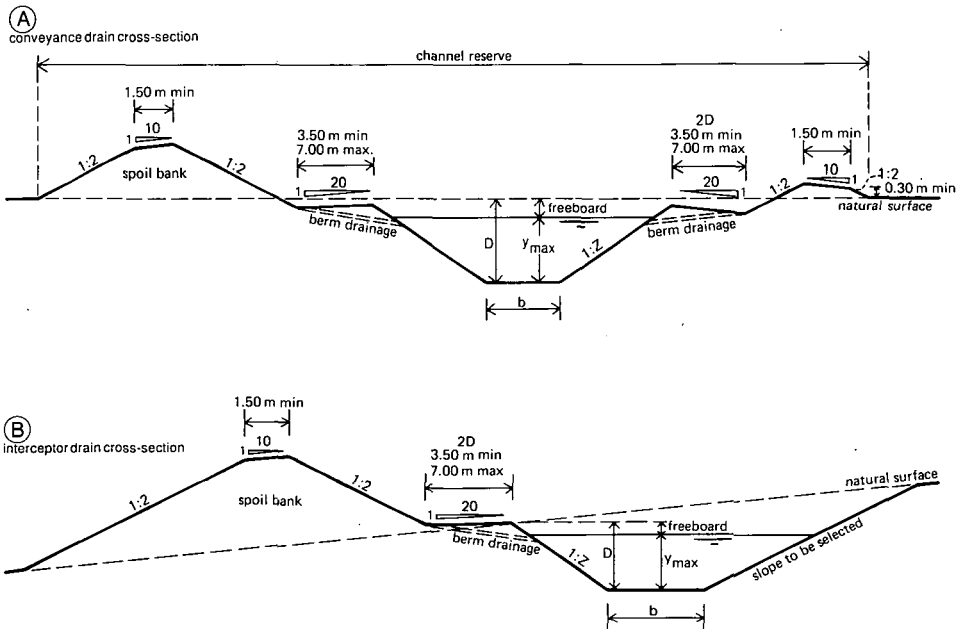 A
conveyance drain cross-section
channel reserve
1.50 m min
10
1
1:2
1:2
spoil bank
3.50 m min
7.00 m max.
20
1
berm drainage
freeboard
D
ymax
b
1:Z
2D
3.50 m min
7.00 m max
20
1
berm drainage
1:2
1.50 m min
10
1
1:2
0.30 m min
natural surface
B
interceptor drain cross-section
1.50 m min
10
1
1:2
1:2
spoil bank
2D
3.50 m min
7.00 m max
20
1
berm drainage
1:Z
freeboard
D
ymax
b
slope to be selected
natural surface